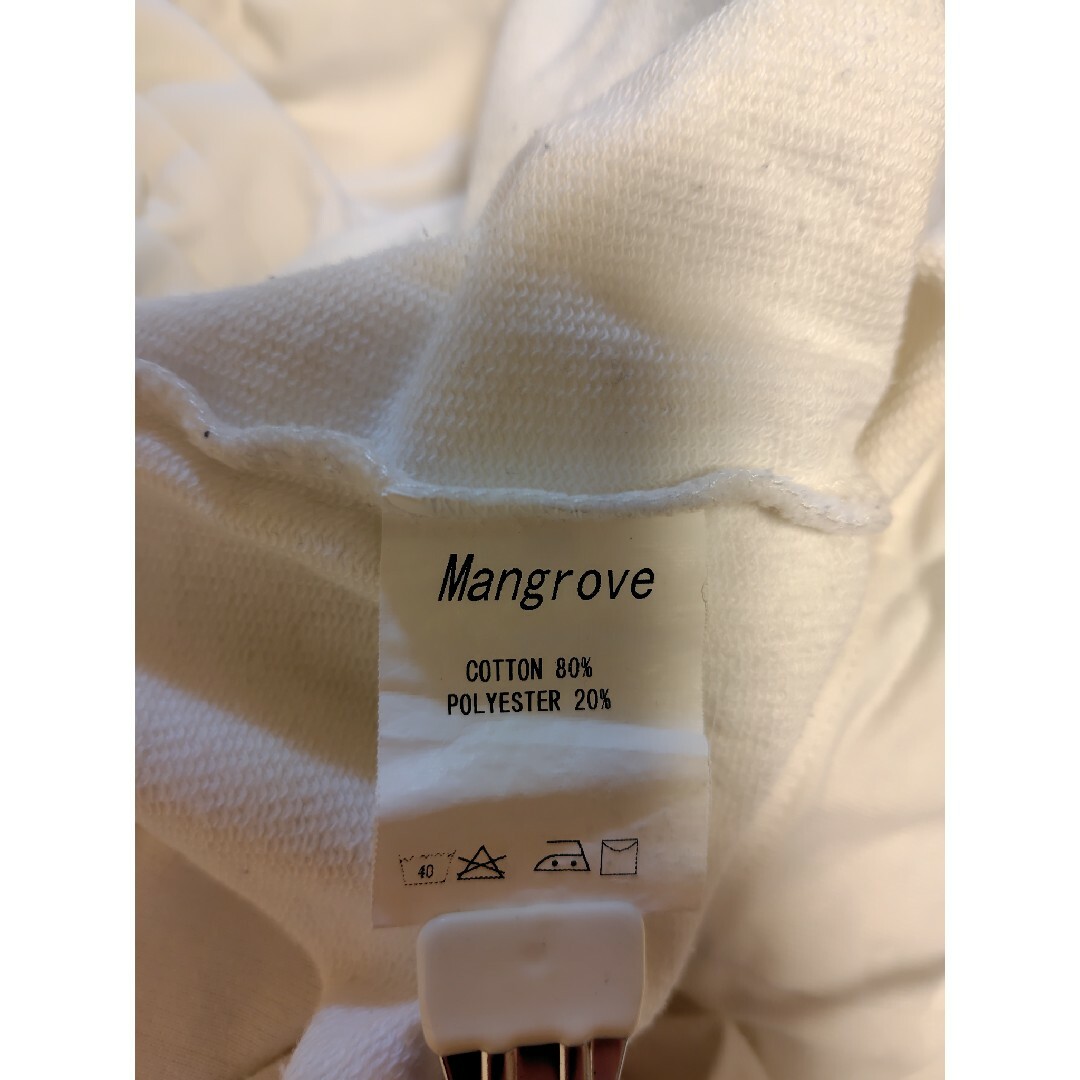 Mangrove
COTTON 80%
POLYESTER 20%
40